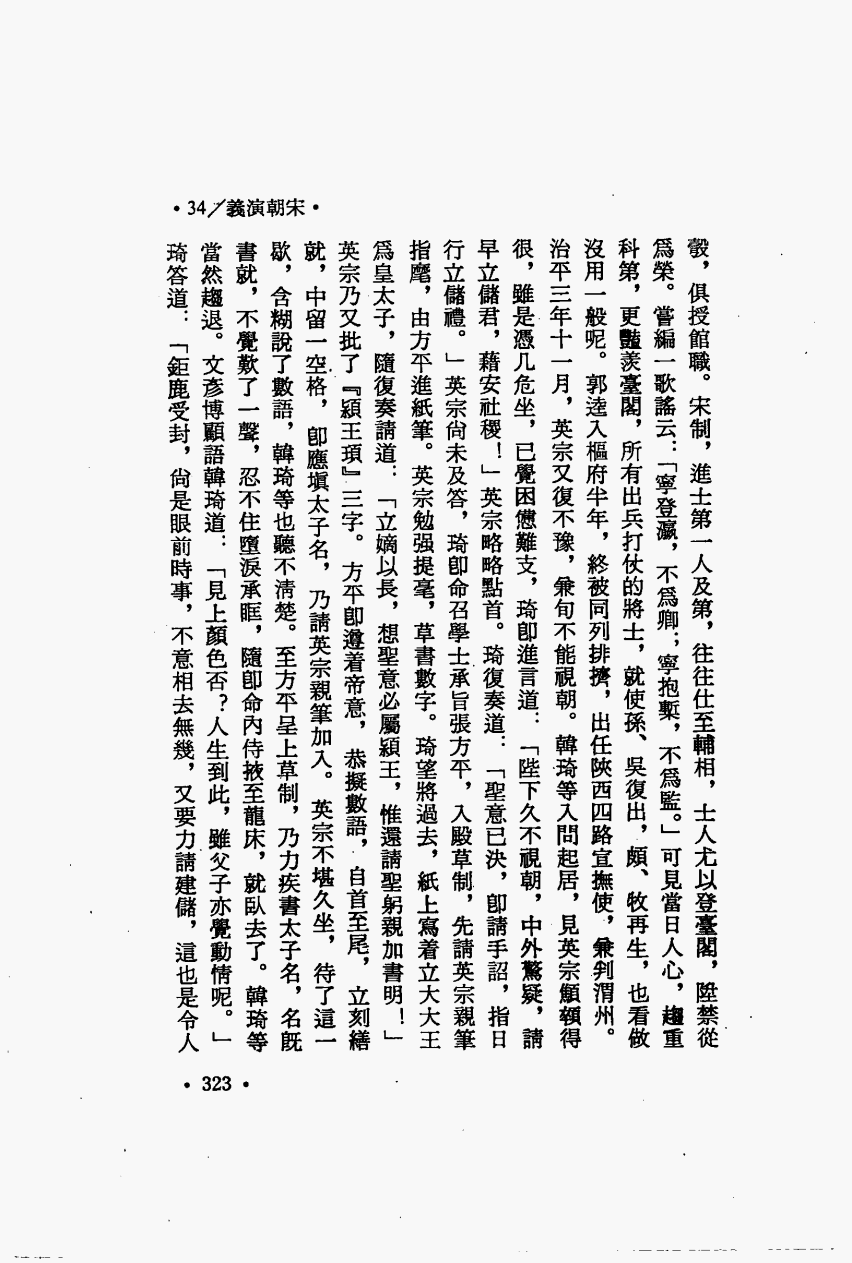 •34／義演朝宋•
轂，俱授館職。宋制，進士第一人及第，往往仕至輔相，士人尤以登臺閣，陞禁從
爲榮。嘗編一歌謠云：「寧登瀛，不爲卿；寧抱槧，不爲監。」可見當日人心，趨重
科第，更豔羨臺閣，所有出兵打仗的將士，就使孫、吳復出，頗、牧再生，也看做
沒用一般呢。郭逵入樞府半年，終被同列排擠，出任陝西四路宣撫使，兼判渭州。
治平三年十一月，英宗又復不豫，兼旬不能視朝。韓琦等入問起居，見英宗顦顇得
很，雖是憑几危坐，已覺困憊難支，琦卽進言道：「陛下久不視朝，中外驚疑，請
早立儲君，藉安社稷！」英宗略略點首。琦復奏道：「聖意已決，卽請手詔，指日
行立儲禮。」英宗尙未及答，琦卽命召學士承旨張方平，入殿草制，先請英宗親筆
指麾，由方平進紙筆。英宗勉强提毫，草書數字。琦望將過去，紙上寫着立大大王
爲皇太子，隨復奏請道：「立嫡以長，想聖意必屬潁王，惟還請聖躬親加書明！」
英宗乃又批了『潁王頊』三字。方平卽遵着帝意，恭擬數語，自首至尾，立刻繕
就，中留一空格，卽應塡太子名，乃請英宗親筆加入。英宗不堪久坐，待了這一
歇，含糊說了數語，韓琦等也聽不清楚。至方平呈上草制，乃力疾書太子名，名旣
書就，不覺歎了一聲，忍不住墮淚承眶，隨卽命內侍掖至龍床，就臥去了。韓琦等
當然趨退。文彥博顧語韓琦道：「見上顏色否？人生到此，雖父子亦覺動情呢。」
琦答道：「鉅鹿受封，尙是眼前時事，不意相去無幾，又要力請建儲，這也是令人
•323•